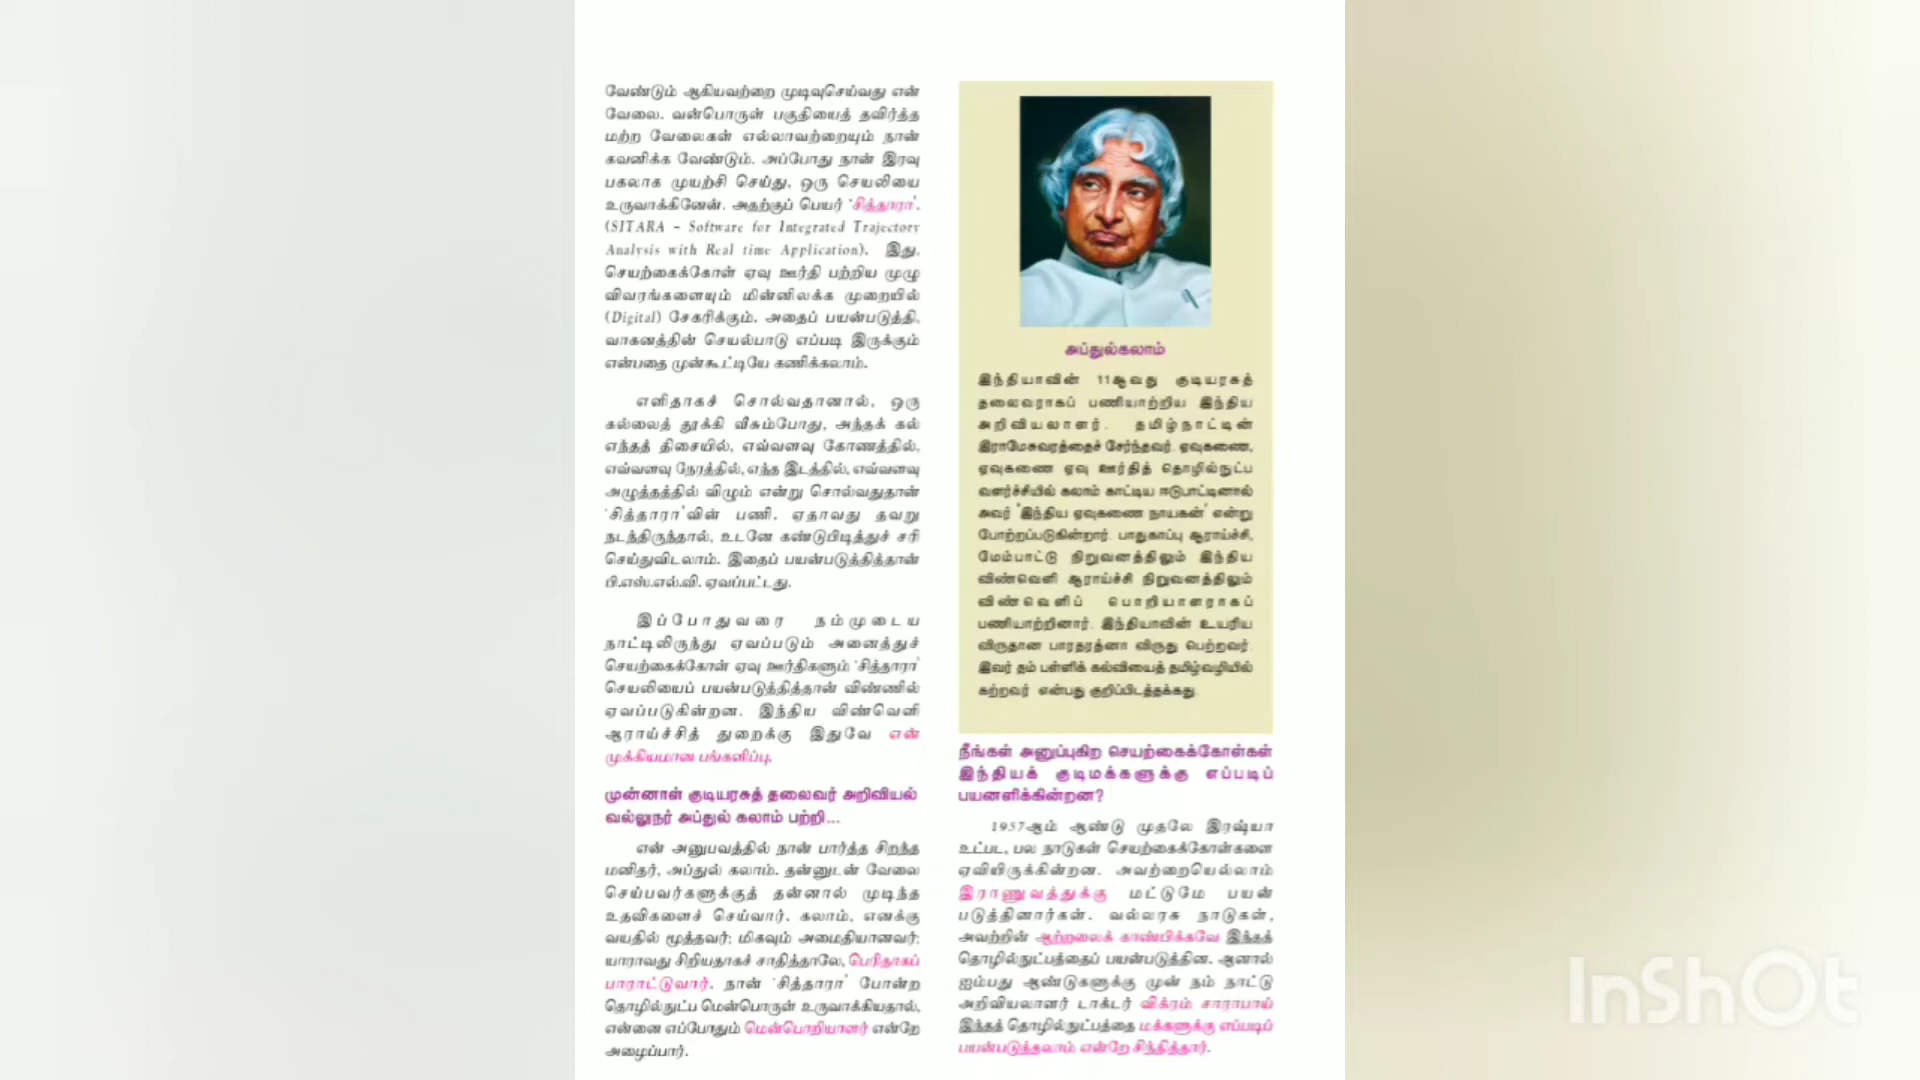 வேண்டும் ஆகியவற்றை முடிவுசெய்வது என்
வேலை. வன்பொருள் பகுதியைத் தவிர்த்த
மற்ற வேலைகள் எல்லாவற்றையும் நான்
கவனிக்க வேண்டும். அப்போது நான் இரவு
பகலாக முயற்சி செய்து, ஒரு செயலியை
உருவாக்கினேன். அதற்குப் பெயர் 'சித்தாரா'.
(SITARA – Software for Integrated Trajectory
Analysis with Real time Application). இது,
செயற்கைக்கோள் ஏவு ஊர்தி பற்றிய முழு
விவரங்களையும் மின்னிலக்க முறையில்
(Digital) சேகரிக்கும். அதைப் பயன்படுத்தி,
வாகனத்தின் செயல்பாடு எப்படி இருக்கும்
என்பதை முன்கூட்டியே கணிக்கலாம்.
எளிதாகச் சொல்வதானால், ஒரு
கல்லைத் தூக்கி வீசும்போது, அந்தக் கல்
எந்தத் திசையில், எவ்வளவு கோணத்தில்,
எவ்வளவு நேரத்தில், எந்த இடத்தில், எவ்வளவு
அழுத்தத்தில் விழும் என்று சொல்வதுதான்
'சித்தாரா'வின் பணி. ஏதாவது தவறு
நடந்திருந்தால், உடனே கண்டுபிடித்துச் சரி
செய்துவிடலாம். இதைப் பயன்படுத்தித்தான்
பி.எஸ்.எல்.வி. ஏவப்பட்டது.
இப்போதுவரை நம்முடைய
நாட்டிலிருந்து ஏவப்படும் அனைத்துச்
செயற்கைக்கோள் ஏவு ஊர்திகளும் 'சித்தாரா'
செயலியைப் பயன்படுத்தித்தான் விண்ணில்
ஏவப்படுகின்றன. இந்திய விண்வெளி
ஆராய்ச்சித் துறைக்கு இதுவே என்
முக்கியமான பங்களிப்பு.
முன்னாள் குடியரசுத் தலைவர் அறிவியல்
வல்லுநர் அப்துல் கலாம் பற்றி...
என் அனுபவத்தில் நான் பார்த்த சிறந்த
மனிதர், அப்துல் கலாம். தன்னுடன் வேலை
செய்பவர்களுக்குத் தன்னால் முடிந்த
உதவிகளைச் செய்வார். கலாம், எனக்கு
வயதில் மூத்தவர்; மிகவும் அமைதியானவர்;
யாராவது சிறியதாகச் சாதித்தாலே, பெரிதாகப்
பாராட்டுவார். நான் 'சித்தாரா' போன்ற
தொழில்நுட்ப மென்பொருள் உருவாக்கியதால்,
என்னை எப்போதும் மென்பொறியாளர் என்றே
அழைப்பார்.
அப்துல்கலாம்
இந்தியாவின் 11ஆவது குடியரசுத்
தலைவராகப் பணியாற்றிய இந்திய
அறிவியலாளர். தமிழ்நாட்டின்
இராமேசுவரத்தைச் சேர்ந்தவர். ஏவுகணை,
ஏவுகணை ஏவு ஊர்தித் தொழில்நுட்ப
வளர்ச்சியில் கலாம் காட்டிய ஈடுபாட்டினால்
அவர் 'இந்திய ஏவுகணை நாயகன்' என்று
போற்றப்படுகின்றார். பாதுகாப்பு ஆராய்ச்சி,
மேம்பாட்டு நிறுவனத்திலும் இந்திய
விண்வெளி ஆராய்ச்சி நிறுவனத்திலும்
விண்வெளிப் பொறியாளராகப்
பணியாற்றினார். இந்தியாவின் உயரிய
விருதான பாரதரத்னா விருது பெற்றவர்.
இவர் தம் பள்ளிக் கல்வியைத் தமிழ்வழியில்
கற்றவர் என்பது குறிப்பிடத்தக்கது.
நீங்கள் அனுப்புகிற செயற்கைக்கோள்கள்
இந்தியக் குடிமக்களுக்கு எப்படிப்
பயனளிக்கின்றன?
1957ஆம் ஆண்டு முதலே இரஷ்யா
உட்பட, பல நாடுகள் செயற்கைக்கோள்களை
ஏவியிருக்கின்றன. அவற்றையெல்லாம்
இராணுவத்துக்கு மட்டுமே பயன்
படுத்தினார்கள். வல்லரசு நாடுகள்,
அவற்றின் ஆற்றலைக் காண்பிக்கவே இந்தத்
தொழில்நுட்பத்தைப் பயன்படுத்தின. ஆனால்
ஐம்பது ஆண்டுகளுக்கு முன் நம் நாட்டு
அறிவியலாளர் டாக்டர் விக்ரம் சாராபாய்
இந்தத் தொழில்நுட்பத்தை மக்களுக்கு எப்படிப்
பயன்படுத்தலாம் என்றே சிந்தித்தார்.
InShOt